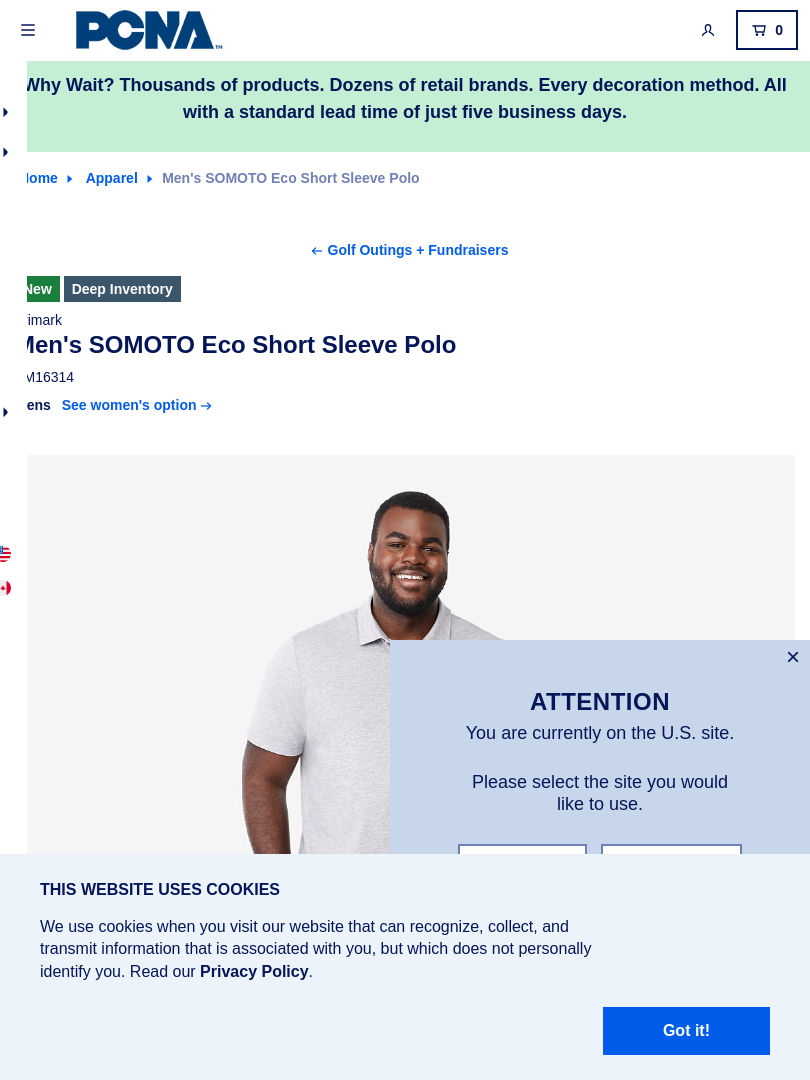 PCNA™
0
Why Wait? Thousands of products. Dozens of retail brands. Every decoration method. All
with a standard lead time of just five business days.
Apparel
Men's SOMOTO Eco Short Sleeve Polo
← Golf Outings + Fundraisers
New
Deep Inventory
Men's SOMOTO Eco Short Sleeve Polo
M16314
See women's option →
×
ATTENTION
You are currently on the U.S. site.
Please select the site you would
like to use.
THIS WEBSITE USES COOKIES
We use cookies when you visit our website that can recognize, collect, and
transmit information that is associated with you, but which does not personally
identify you. Read our Privacy Policy.
Got it!